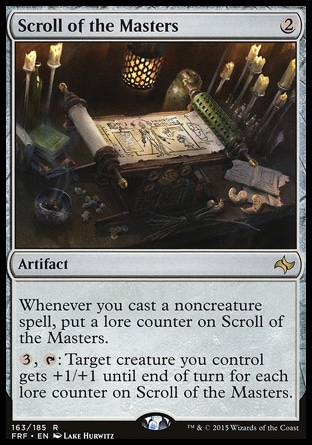 Scroll of the Masters 2
Artifact
Whenever you cast a noncreature
spell, put a lore counter on Scroll of
the Masters.
3, T: Target creature you control
gets +1/+1 until end of turn for each
lore counter on Scroll of the Masters.
163/185 R
FRF • EN Lake Hurwitz ™ & © 2015 Wizards of the Coast